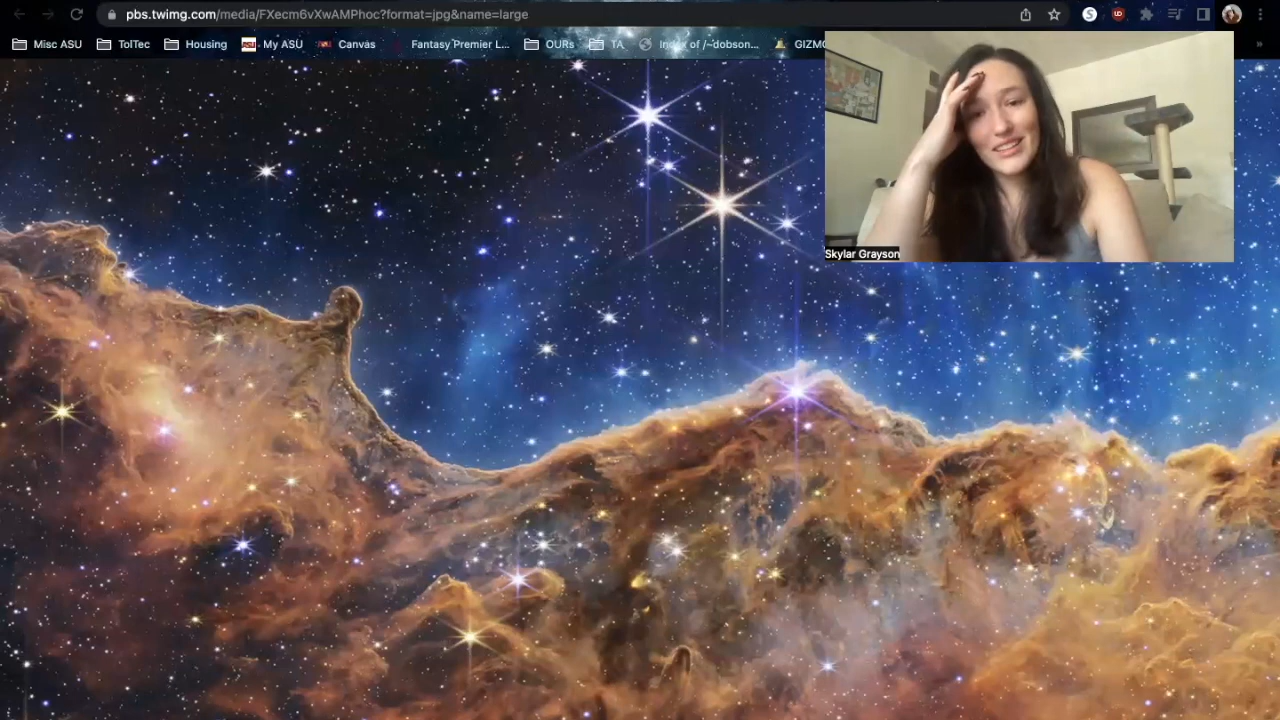 pbs.twimg.com/media/FXecm6vXwAMPhoc?format=jpg&name=large
Misc ASU TolTec Housing My ASU Canvas Fantasy Premier L... OURs TA Index of /~dobson... GIZMO
Skylar Grayson